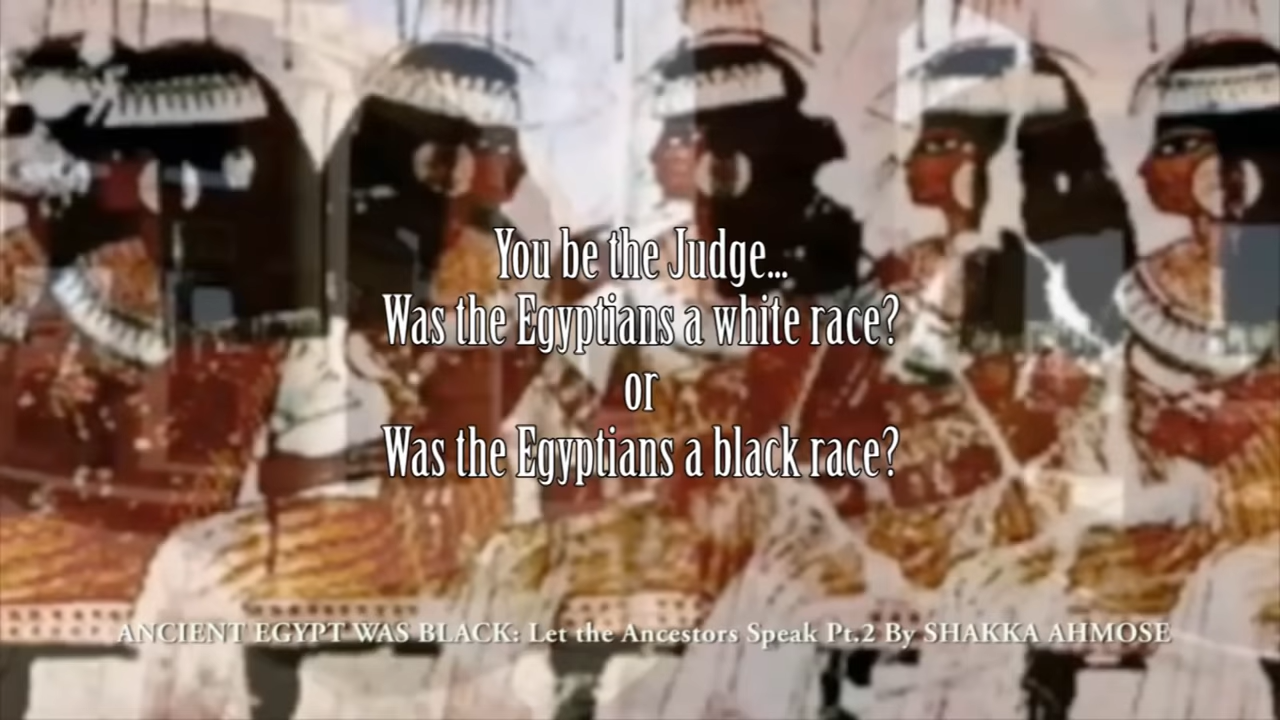 You be the Judge...
Was the Egyptians a white race?
or
Was the Egyptians a black race?
ANCIENT EGYPT WAS BLACK: Let the Ancestors Speak Pt.2 By SHAKKA AHMOSE